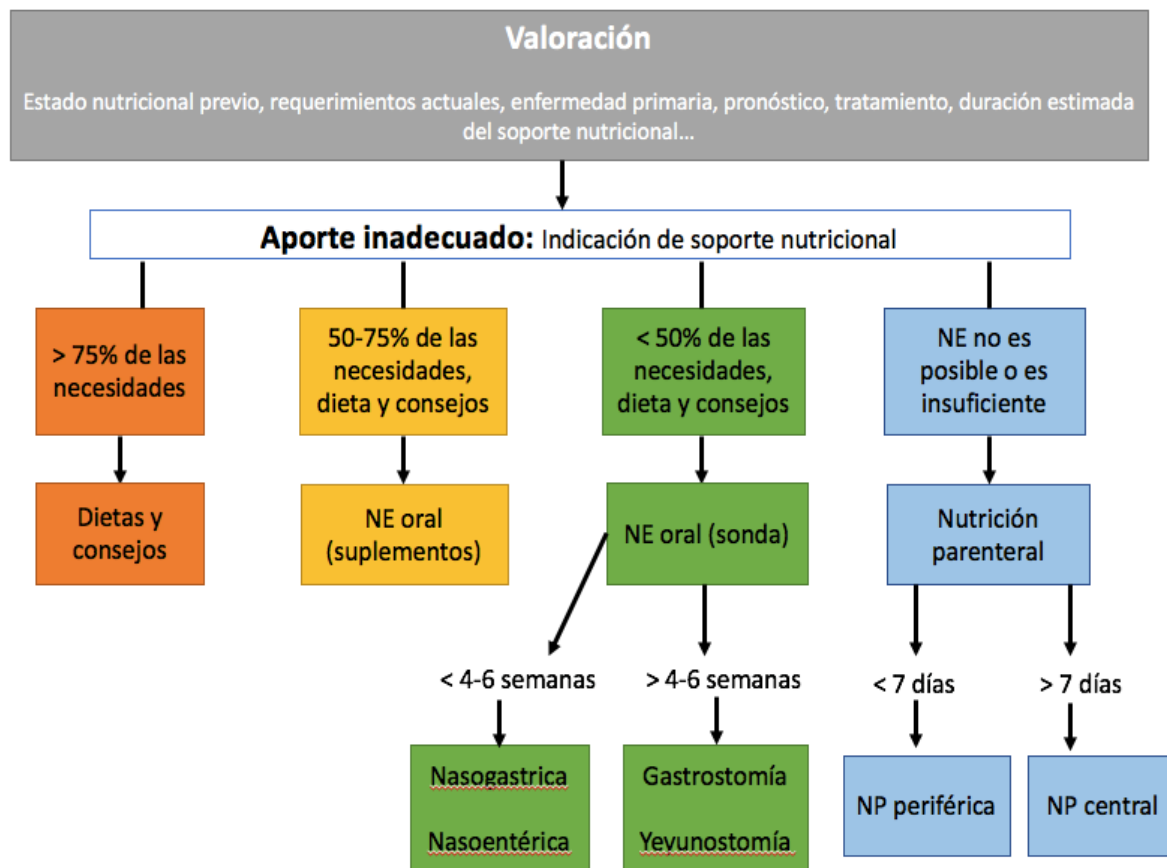 Valoración
Estado nutricional previo, requerimientos actuales, enfermedad primaria, pronóstico, tratamiento, duración estimada
del soporte nutricional...
Aporte inadecuado: Indicación de soporte nutricional
> 75% de las
necesidades
50-75% de las
necesidades,
dieta y consejos
< 50% de las
necesidades,
dieta y consejos
NE no es
posible o es
insuficiente
Dietas y
consejos
NE oral
(suplementos)
NE oral (sonda)
Nutrición
parenteral
< 4-6 semanas
> 4-6 semanas
< 7 días
> 7 días
Nasogastrica
Nasoentérica
Gastrostomía
Yeyunostomía
NP periférica
NP central